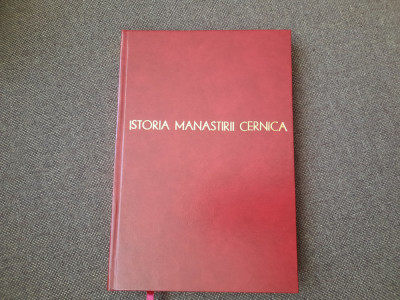 ISTORIA MANASTIRII CERNICA